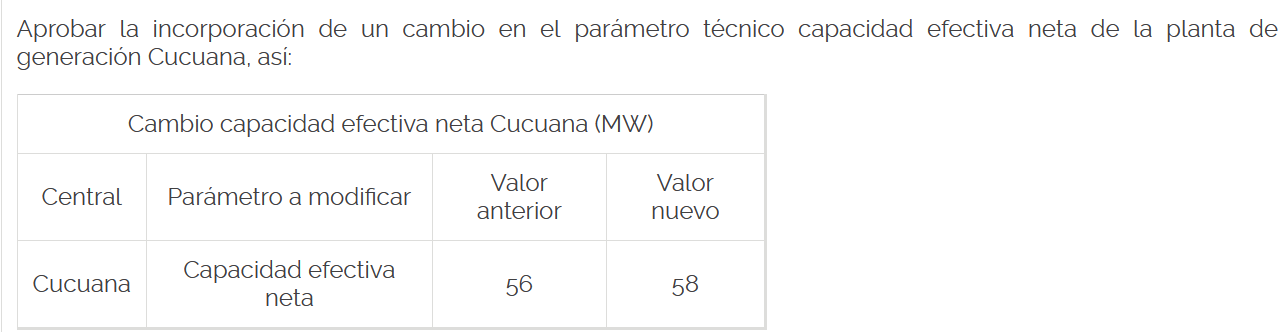 Aprobar la incorporación de un cambio en el parámetro técnico capacidad efectiva neta de la planta de
generación Cucuana, así:
Cambio capacidad efectiva neta Cucuana (MW)
Central Parámetro a modificar Valor anterior Valor nuevo
Cucuana Capacidad efectiva neta 56 58